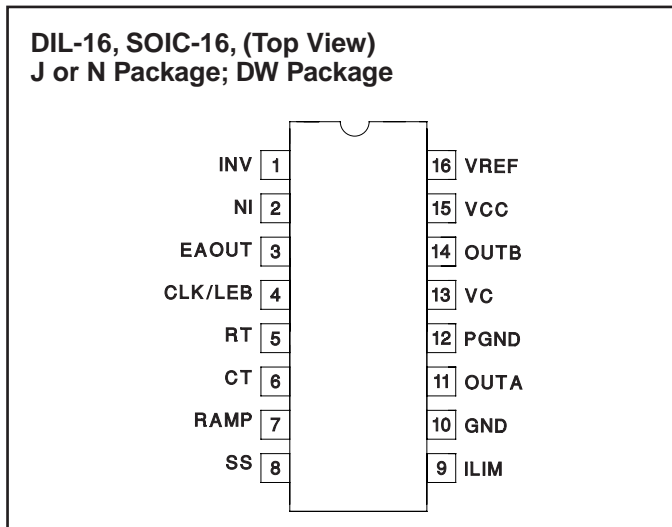 DIL-16, SOIC-16, (Top View)
J or N Package; DW Package
INV 1 16 VREF
NI 2 15 VCC
EAOUT 3 14 OUTB
CLK/LEB 4 13 VC
RT 5 12 PGND
CT 6 11 OUTA
RAMP 7 10 GND
SS 8 9 ILIM